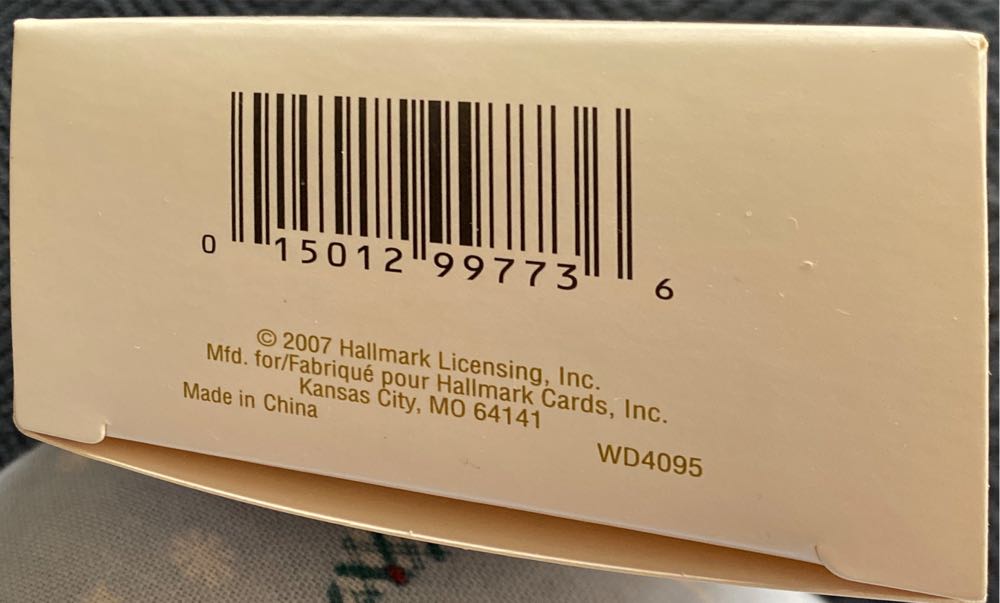 0 15012 99773 6
© 2007 Hallmark Licensing, Inc.
Mfd. for/Fabriqué pour Hallmark Cards, Inc.
Kansas City, MO 64141
Made in China
WD4095